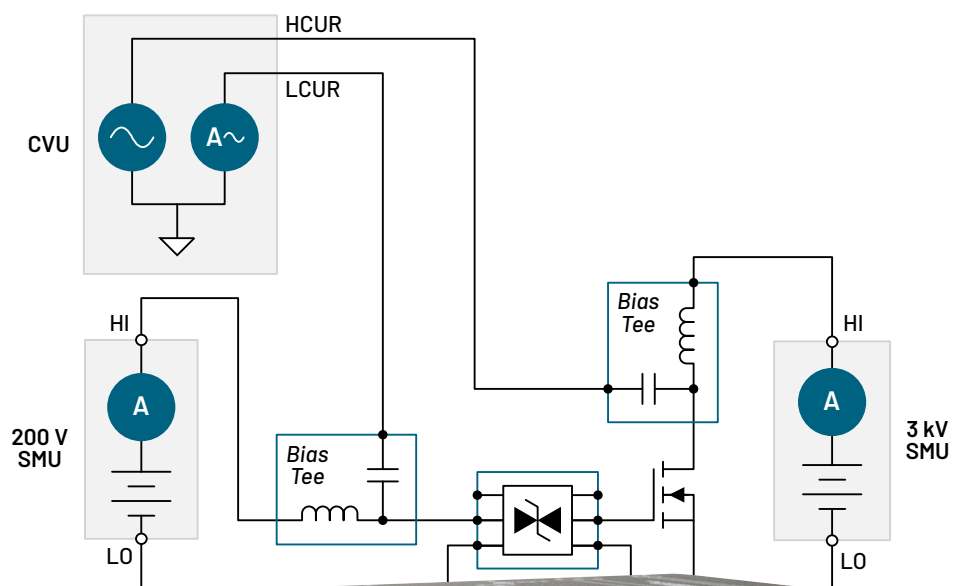 HCUR
LCUR
CVU
A
Bias
Tee
HI
HI
A
A
200 V
SMU
3 kV
SMU
Bias
Tee
LO
LO